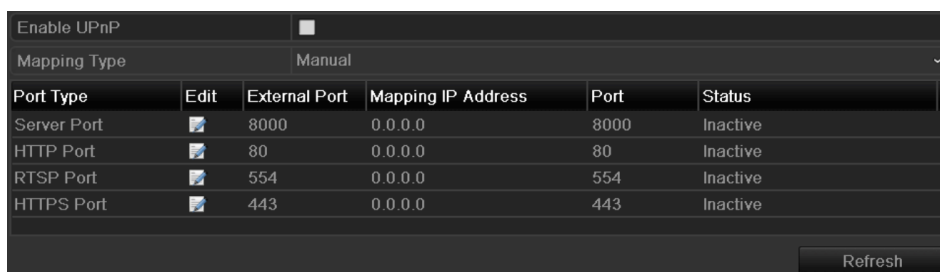 Enable UPnP
Mapping Type Manual
Port Type Edit External Port Mapping IP Address Port Status
Server Port 8000 0.0.0.0 8000 Inactive
HTTP Port 80 0.0.0.0 80 Inactive
RTSP Port 554 0.0.0.0 554 Inactive
HTTPS Port 443 0.0.0.0 443 Inactive
Refresh